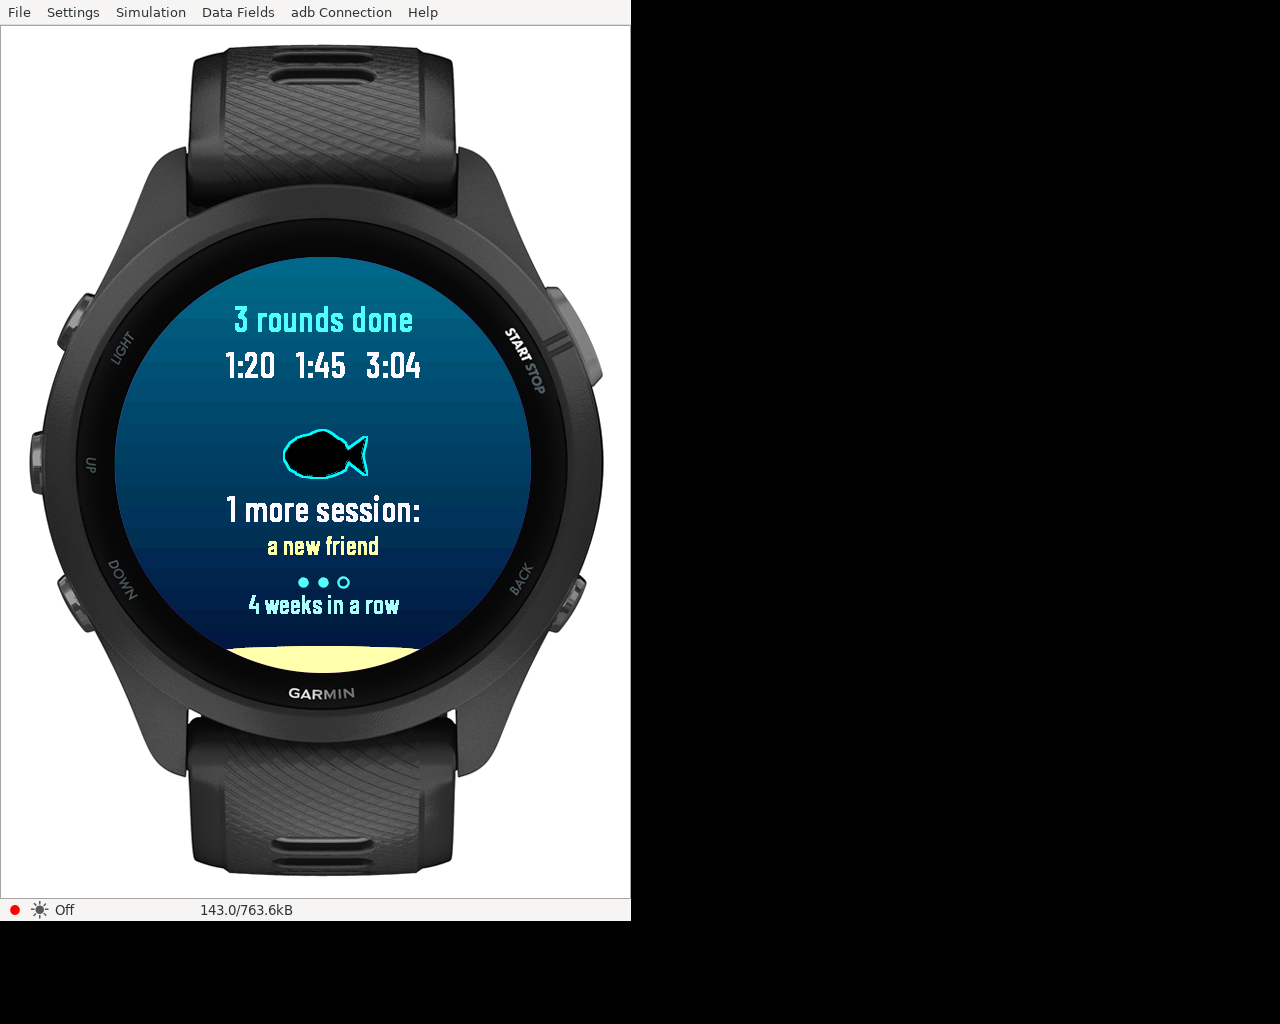 File Settings Simulation Data Fields adb Connection Help
3 rounds done
1:20 1:45 3:04
1 more session:
a new friend
4 weeks in a row
LIGHT
START STOP
UP
DOWN
BACK
GARMIN
Off 143.0/763.6kB